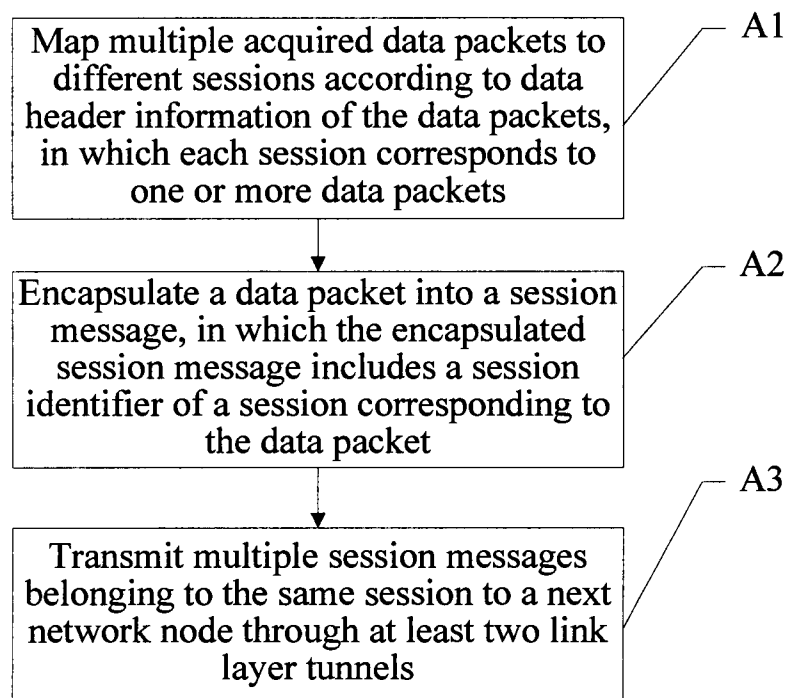 Map multiple acquired data packets to
different sessions according to data
header information of the data packets,
in which each session corresponds to
one or more data packets
A1
Encapsulate a data packet into a session
message, in which the encapsulated
session message includes a session
identifier of a session corresponding to
the data packet
A2
Transmit multiple session messages
belonging to the same session to a next
network node through at least two link
layer tunnels
A3